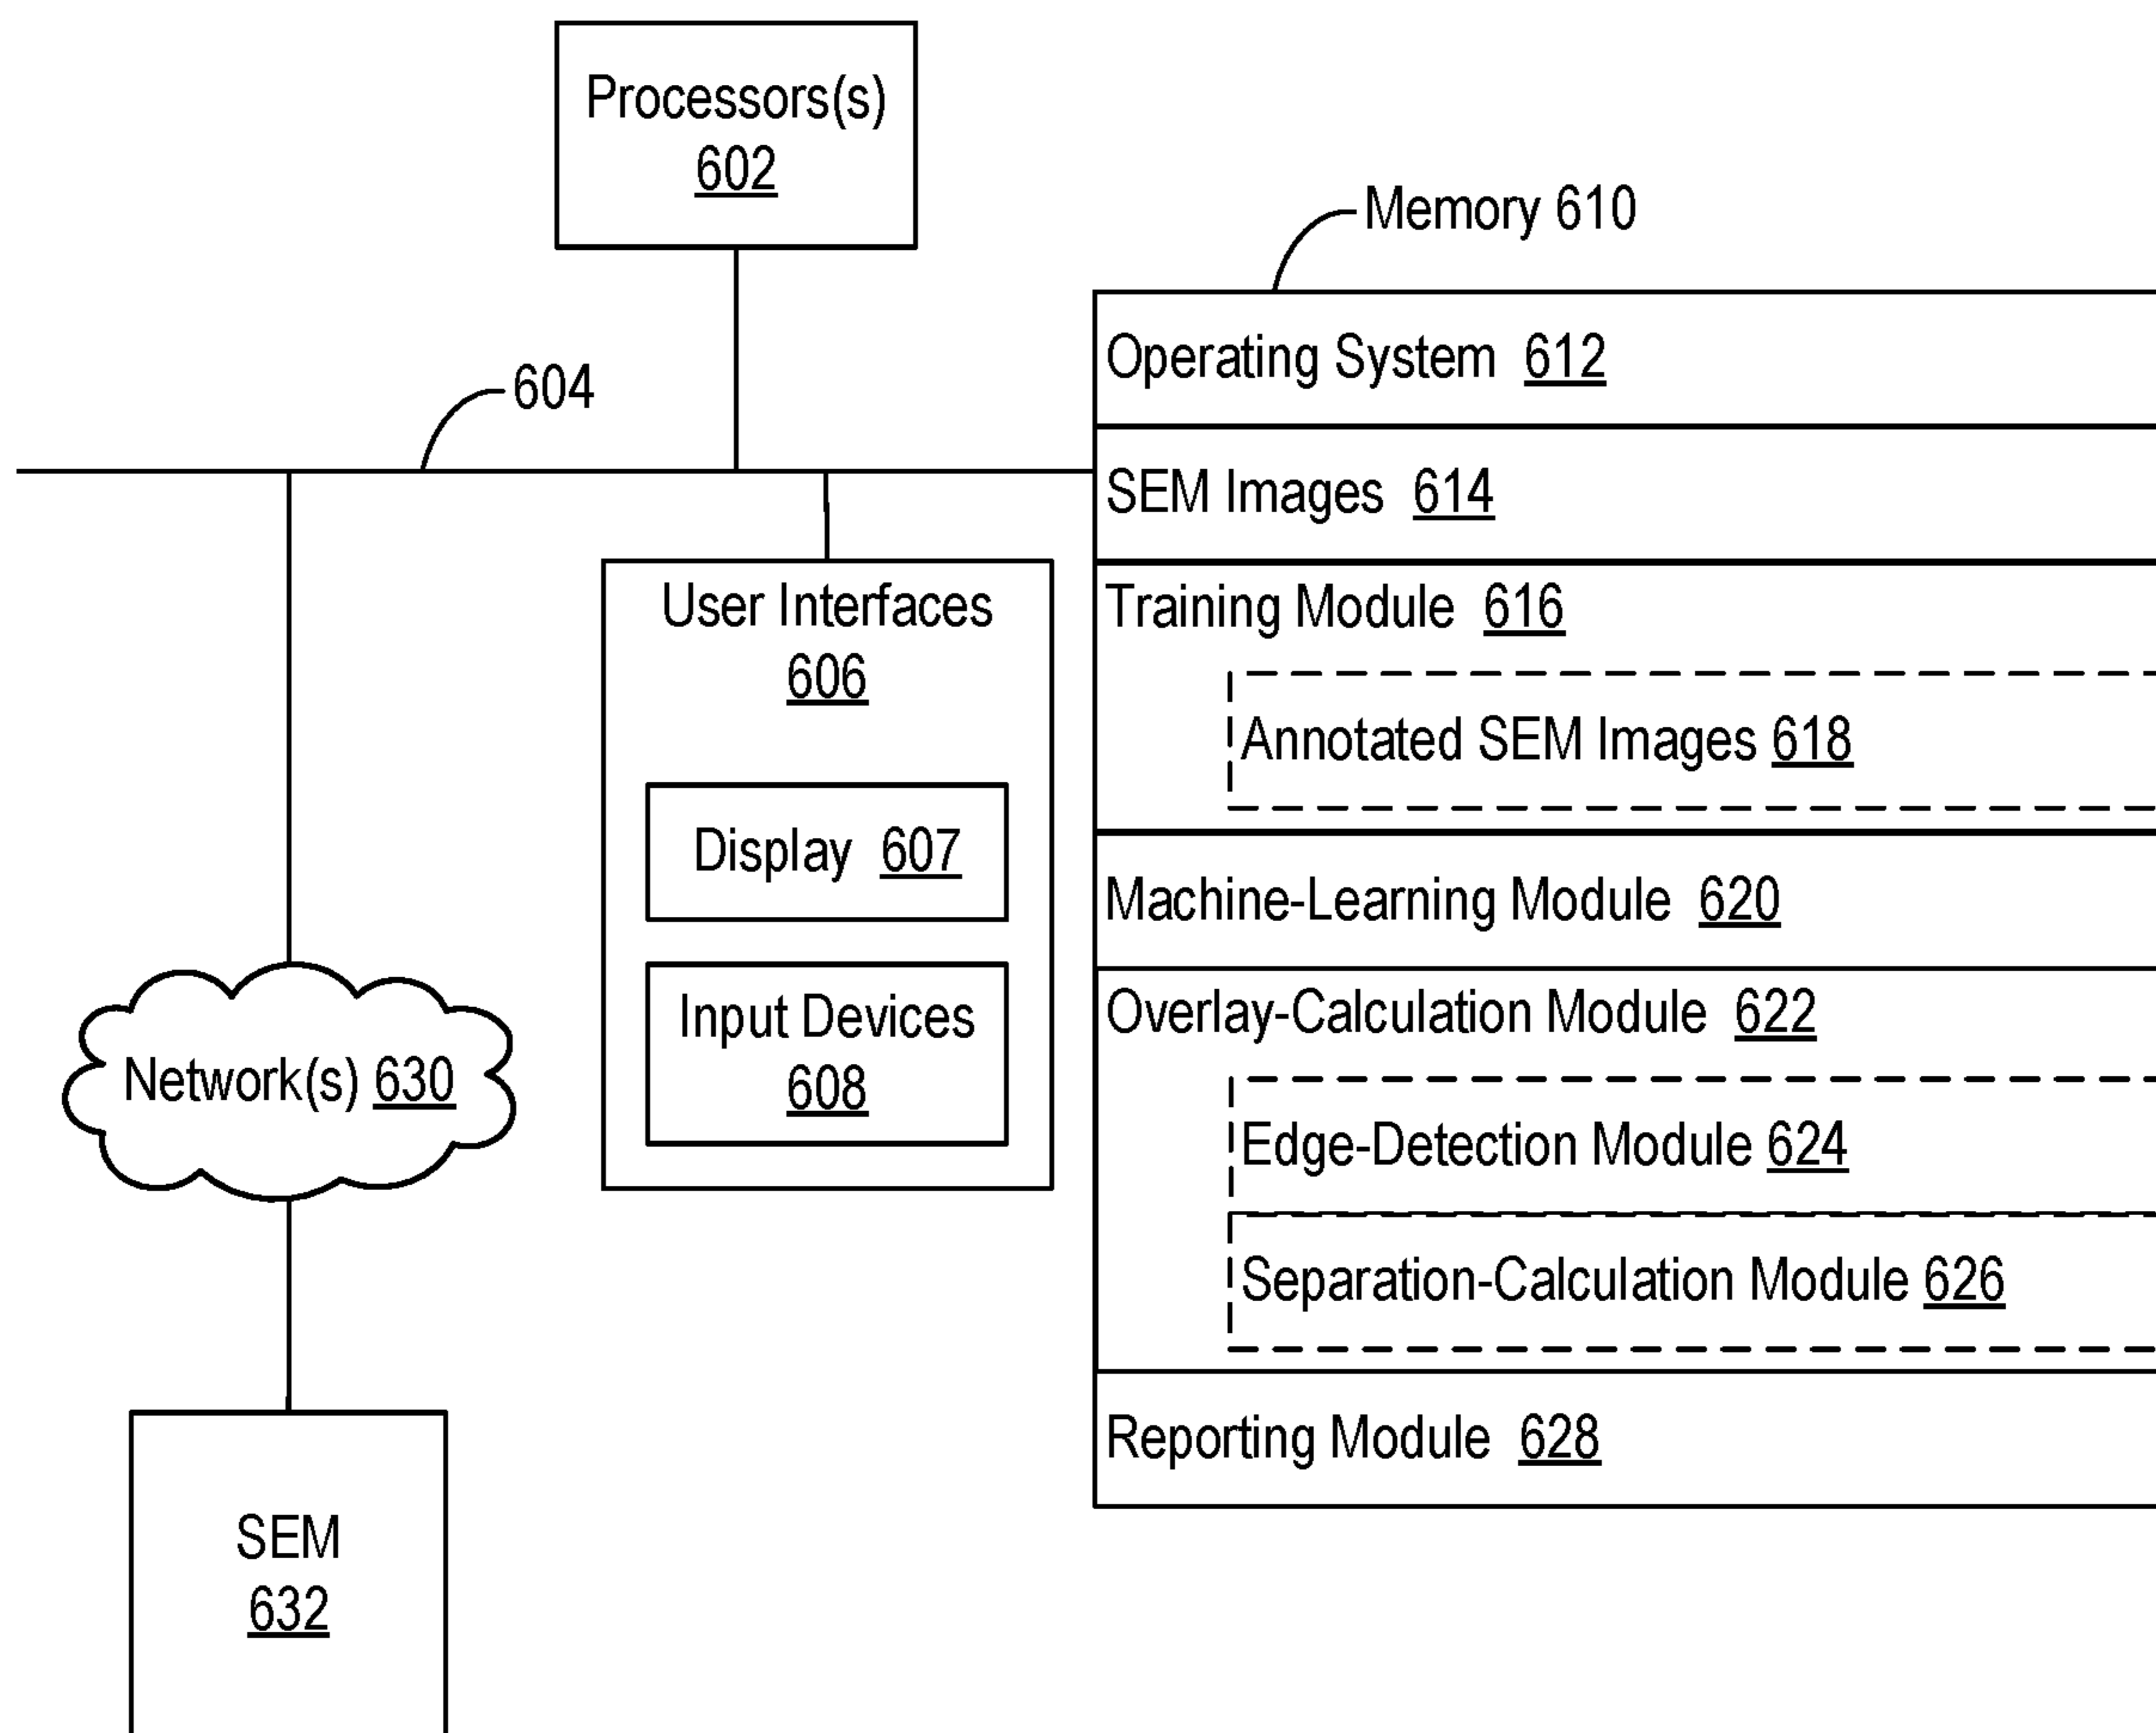 Processors(s)
602
Memory 610
604
Operating System 612
SEM Images 614
Training Module 616
Annotated SEM Images 618
Machine-Learning Module 620
Overlay-Calculation Module 622
Edge-Detection Module 624
Separation-Calculation Module 626
Reporting Module 628
User Interfaces
606
Display 607
Input Devices
608
Network(s) 630
SEM
632